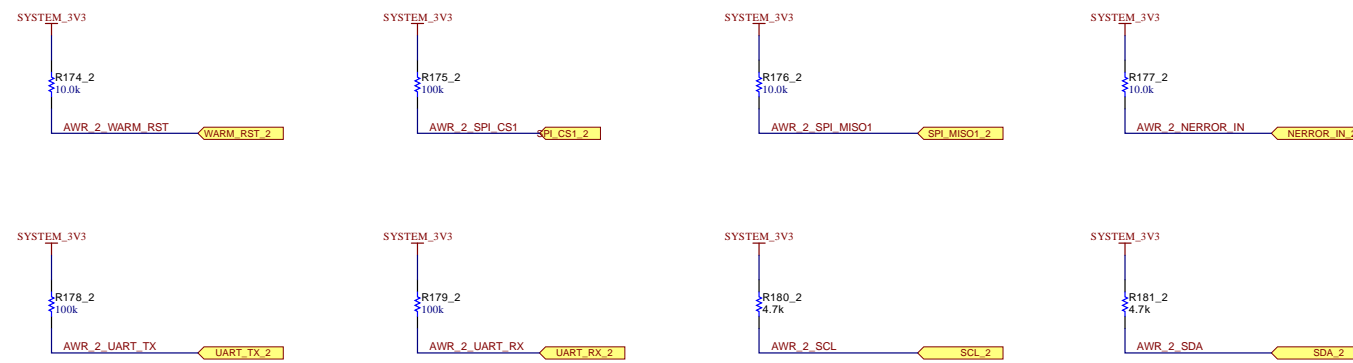 SYSTEM_3V3
R174_2
10.0k
AWR_2_WARM_RST
WARM_RST_2
SYSTEM_3V3
R175_2
100k
AWR_2_SPI_CS1
SPI_CS1_2
SYSTEM_3V3
R176_2
10.0k
AWR_2_SPI_MISO1
SPI_MISO1_2
SYSTEM_3V3
R177_2
10.0k
AWR_2_NERROR_IN
NERROR_IN_2
SYSTEM_3V3
R178_2
100k
AWR_2_UART_TX
UART_TX_2
SYSTEM_3V3
R179_2
100k
AWR_2_UART_RX
UART_RX_2
SYSTEM_3V3
R180_2
4.7k
AWR_2_SCL
SCL_2
SYSTEM_3V3
R181_2
4.7k
AWR_2_SDA
SDA_2